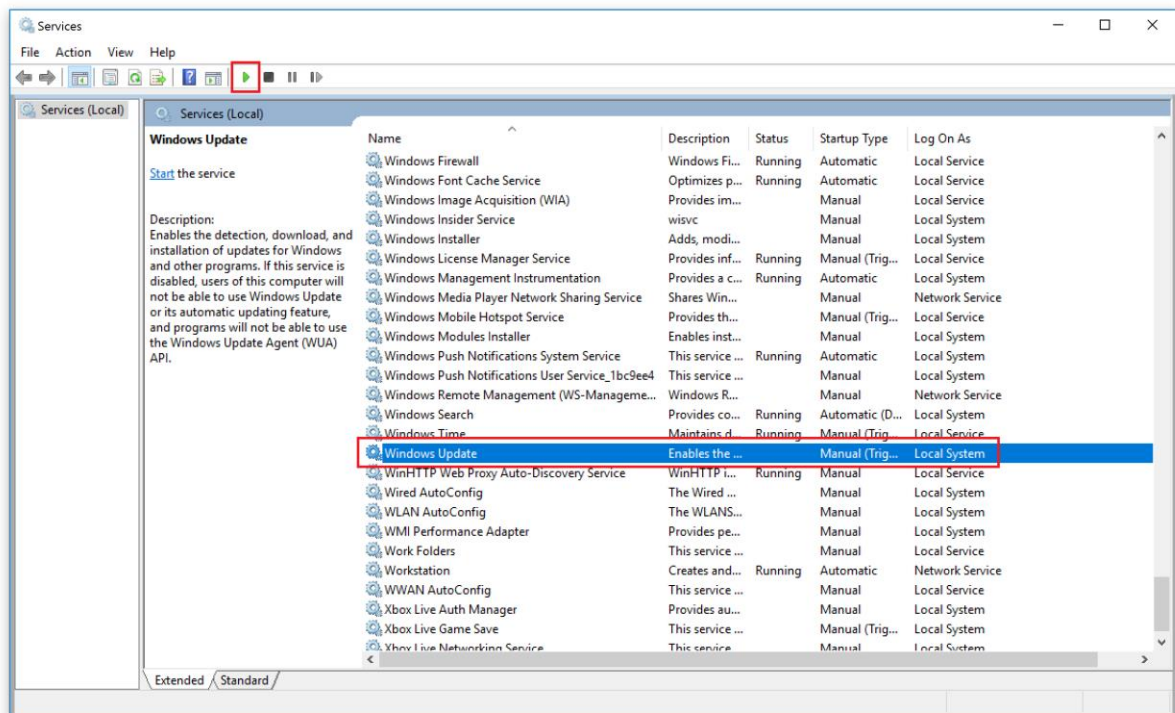 Services
File Action View Help
Services (Local)
Services (Local)
Windows Update
Start the service
Description:
Enables the detection, download, and
installation of updates for Windows
and other programs. If this service is
disabled, users of this computer will
not be able to use Windows Update
or its automatic updating feature,
and programs will not be able to use
the Windows Update Agent (WUA)
API.
Name Description Status Startup Type Log On As
Windows Firewall Windows Fi... Running Automatic Local Service
Windows Font Cache Service Optimizes p... Running Automatic Local Service
Windows Image Acquisition (WIA) Provides im... Manual Local Service
Windows Insider Service wisvc Manual Local System
Windows Installer Adds, modi... Manual Local System
Windows License Manager Service Provides inf... Running Manual (Trig... Local Service
Windows Management Instrumentation Provides a c... Running Automatic Local System
Windows Media Player Network Sharing Service Shares Win... Manual Network Service
Windows Mobile Hotspot Service Provides th... Manual (Trig... Local Service
Windows Modules Installer Enables inst... Manual Local System
Windows Push Notifications System Service This service ... Running Automatic Local System
Windows Push Notifications User Service_1bc9ee4 This service ... Manual Local System
Windows Remote Management (WS-Manageme... Windows R... Manual Network Service
Windows Search Provides co... Running Automatic (D... Local System
Windows Time Maintains d... Running Manual (Trig... Local Service
Windows Update Enables the ... Manual (Trig... Local System
WinHTTP Web Proxy Auto-Discovery Service WinHTTP i... Running Manual Local Service
Wired AutoConfig The Wired ... Manual Local System
WLAN AutoConfig The WLANS... Manual Local System
WMI Performance Adapter Provides pe... Manual Local System
Work Folders This service ... Manual Local Service
Workstation Creates and... Running Automatic Network Service
WWAN AutoConfig This service ... Manual Local Service
Xbox Live Auth Manager Provides au... Manual Local System
Xbox Live Game Save This service ... Manual (Trig... Local System
Xbox Live Networking Service This service ... Manual Local System
Extended Standard